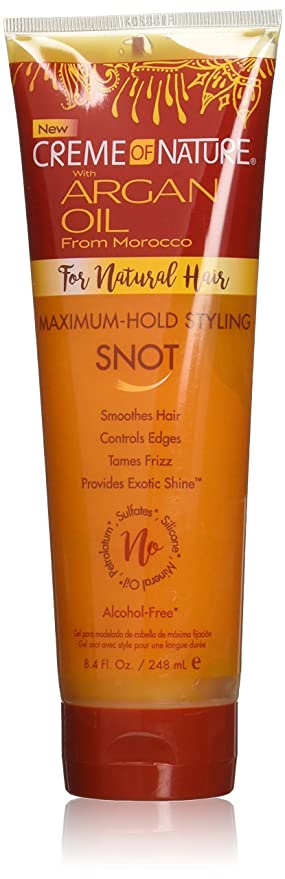 New
CREME OF NATURE®
With
ARGAN
OIL
From Morocco
For Natural Hair
MAXIMUM-HOLD STYLING
SNOT
Smoothes Hair
Controls Edges
Tames Frizz
Provides Exotic Shine™
No
Petrolatum*, Sulfates*, Silicone*, Mineral Oil*
Alcohol-Free*
Gel para modelado de cabello de máxima fijación
Gel snot avec style pour une longue durée
8.4 fl. Oz. / 248 mL e